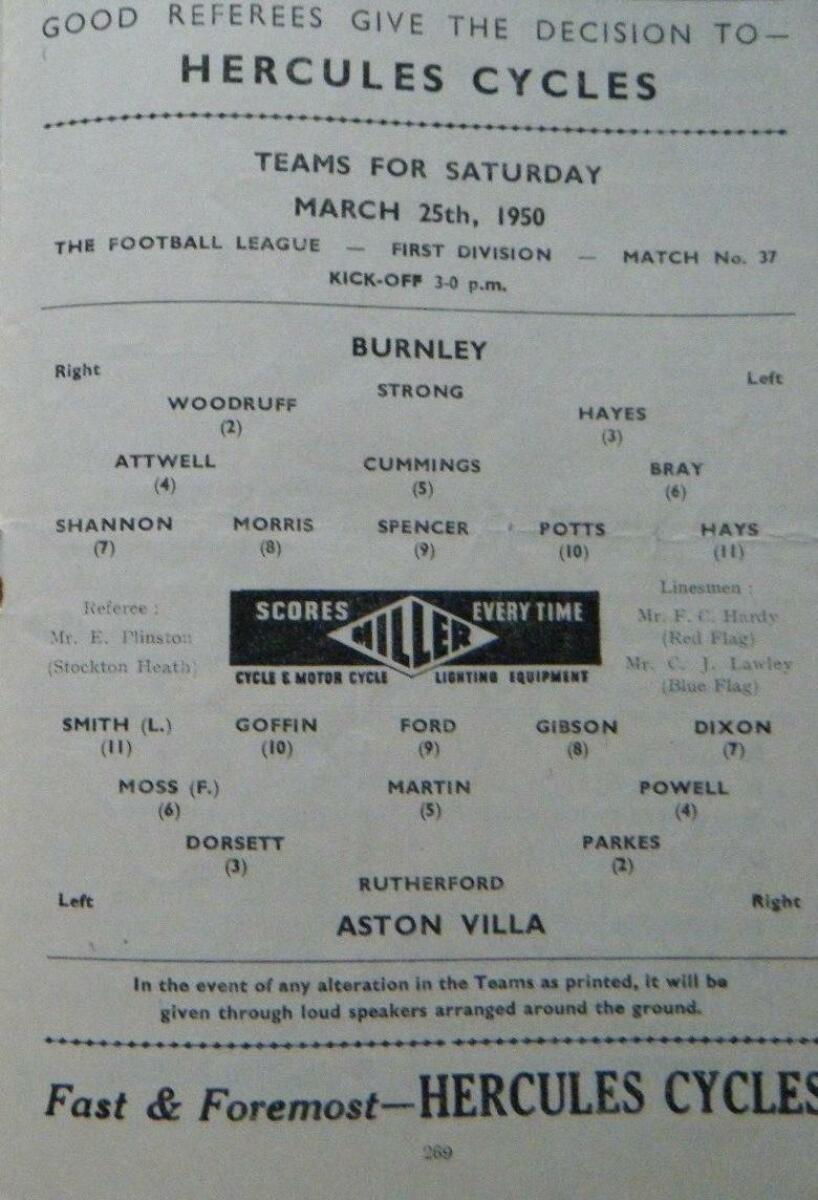 GOOD REFEREES GIVE THE DECISION TO—
HERCULES CYCLES
TEAMS FOR SATURDAY
MARCH 25th, 1950
THE FOOTBALL LEAGUE — FIRST DIVISION — MATCH No. 37
KICK-OFF 3-0 p.m.
BURNLEY
Right Left
STRONG
WOODRUFF HAYES
(2) (3)
ATTWELL CUMMINGS BRAY
(4) (5) (6)
SHANNON MORRIS SPENCER POTTS HAYS
(7) (8) (9) (10) (11)
Referee :
Mr. E. Plinston
(Stockton Heath)
SCORES MILLER EVERY TIME
CYCLE & MOTOR CYCLE LIGHTING EQUIPMENT
Linesmen :
Mr. F. C. Hardy
(Red Flag)
Mr. C. J. Lawley
(Blue Flag)
SMITH (L.) GOFFIN FORD GIBSON DIXON
(11) (10) (9) (8) (7)
MOSS (F.) MARTIN POWELL
(6) (5) (4)
DORSETT PARKES
(3) (2)
RUTHERFORD
Left Right
ASTON VILLA
In the event of any alteration in the Teams as printed, it will be
given through loud speakers arranged around the ground.
Fast & Foremost—HERCULES CYCLES
269